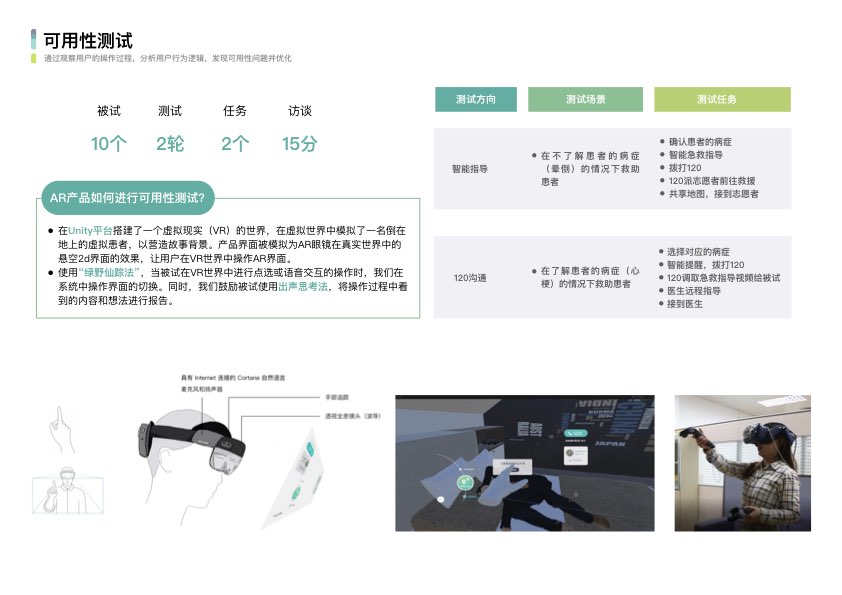 可用性测试
通过观察用户的操作过程，分析用户行为逻辑，发现可用性问题并优化
被试 测试 任务 访谈
10个 2轮 2个 15分
AR产品如何进行可用性测试？
● 在Unity平台搭建了一个虚拟现实（VR）的世界，在虚拟世界中模拟了一名倒在
地上的虚拟患者，以营造故事背景。产品界面被模拟为AR眼镜在真实世界中的
悬空2d界面的效果，让用户在VR世界中操作AR界面。
● 使用“绿野仙踪法”，当被试在VR世界中进行点选或语音交互的操作时，我们在
系统中操作界面的切换。同时，我们鼓励被试使用出声思考法，将操作过程中看
到的内容和想法进行报告。
测试方向 测试场景 测试任务
智能指导
● 在不了解患者的病症
（晕倒）的情况下救助
患者
● 确认患者的病症
● 智能急救指导
● 拨打120
● 120派志愿者前往救援
● 共享地图，接到志愿者
120沟通
● 在了解患者的病症（心
梗）的情况下救助患者
● 选择对应的病症
● 智能提醒，拨打120
● 120调取急救指导视频给被试
● 医生远程指导
● 接到医生
具有 Internet 连接的 Cortana 自然语言
麦克风和扬声器
手部追踪
透视全息镜头（波导）
INDIA
JAPAN